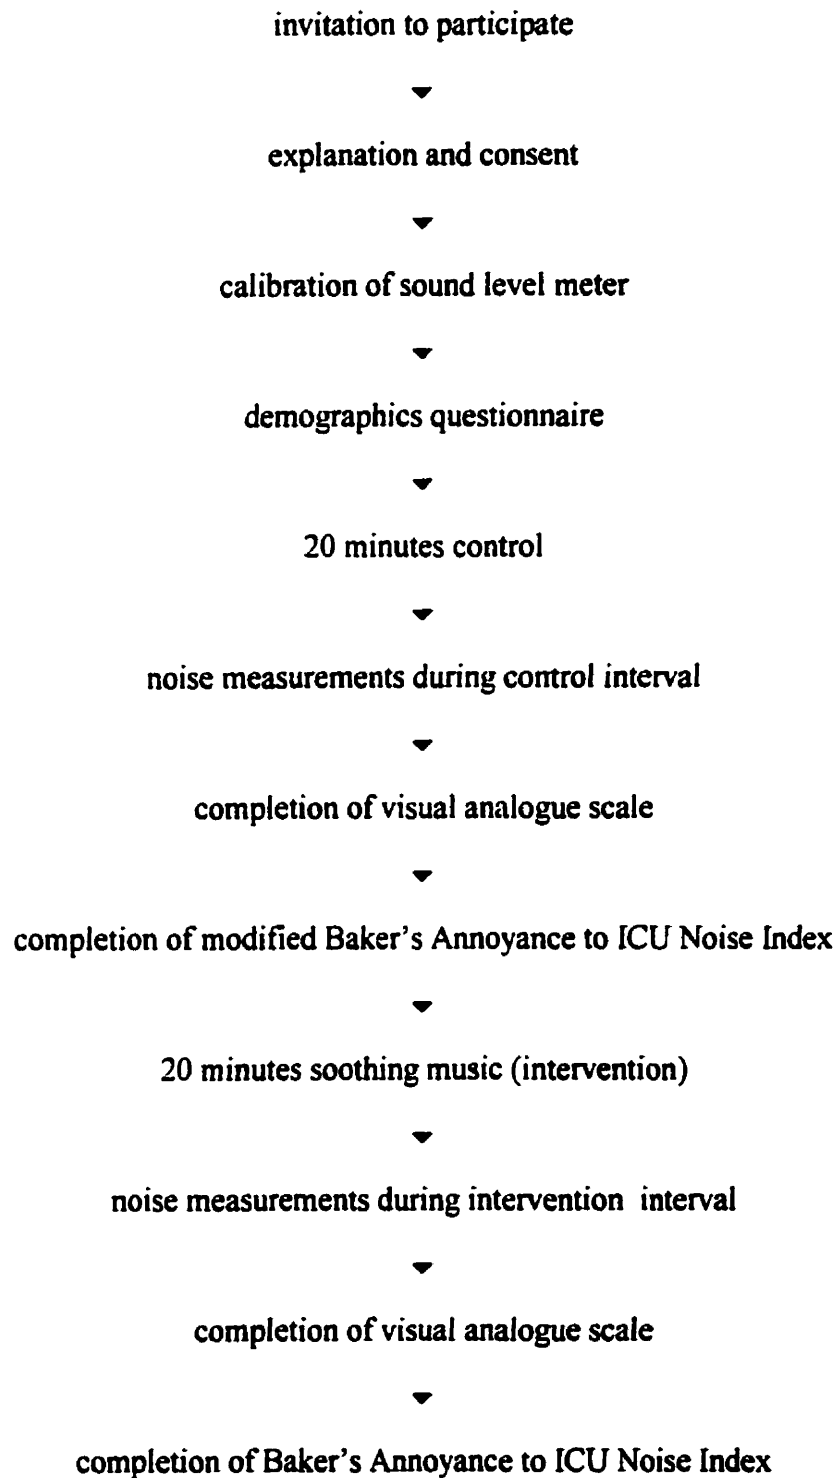 invitation to participate
explanation and consent
calibration of sound level meter
demographics questionnaire
20 minutes control
noise measurements during control interval
completion of visual analogue scale
completion of modified Baker's Annoyance to ICU Noise Index
20 minutes soothing music (intervention)
noise measurements during intervention interval
completion of visual analogue scale
completion of Baker's Annoyance to ICU Noise Index